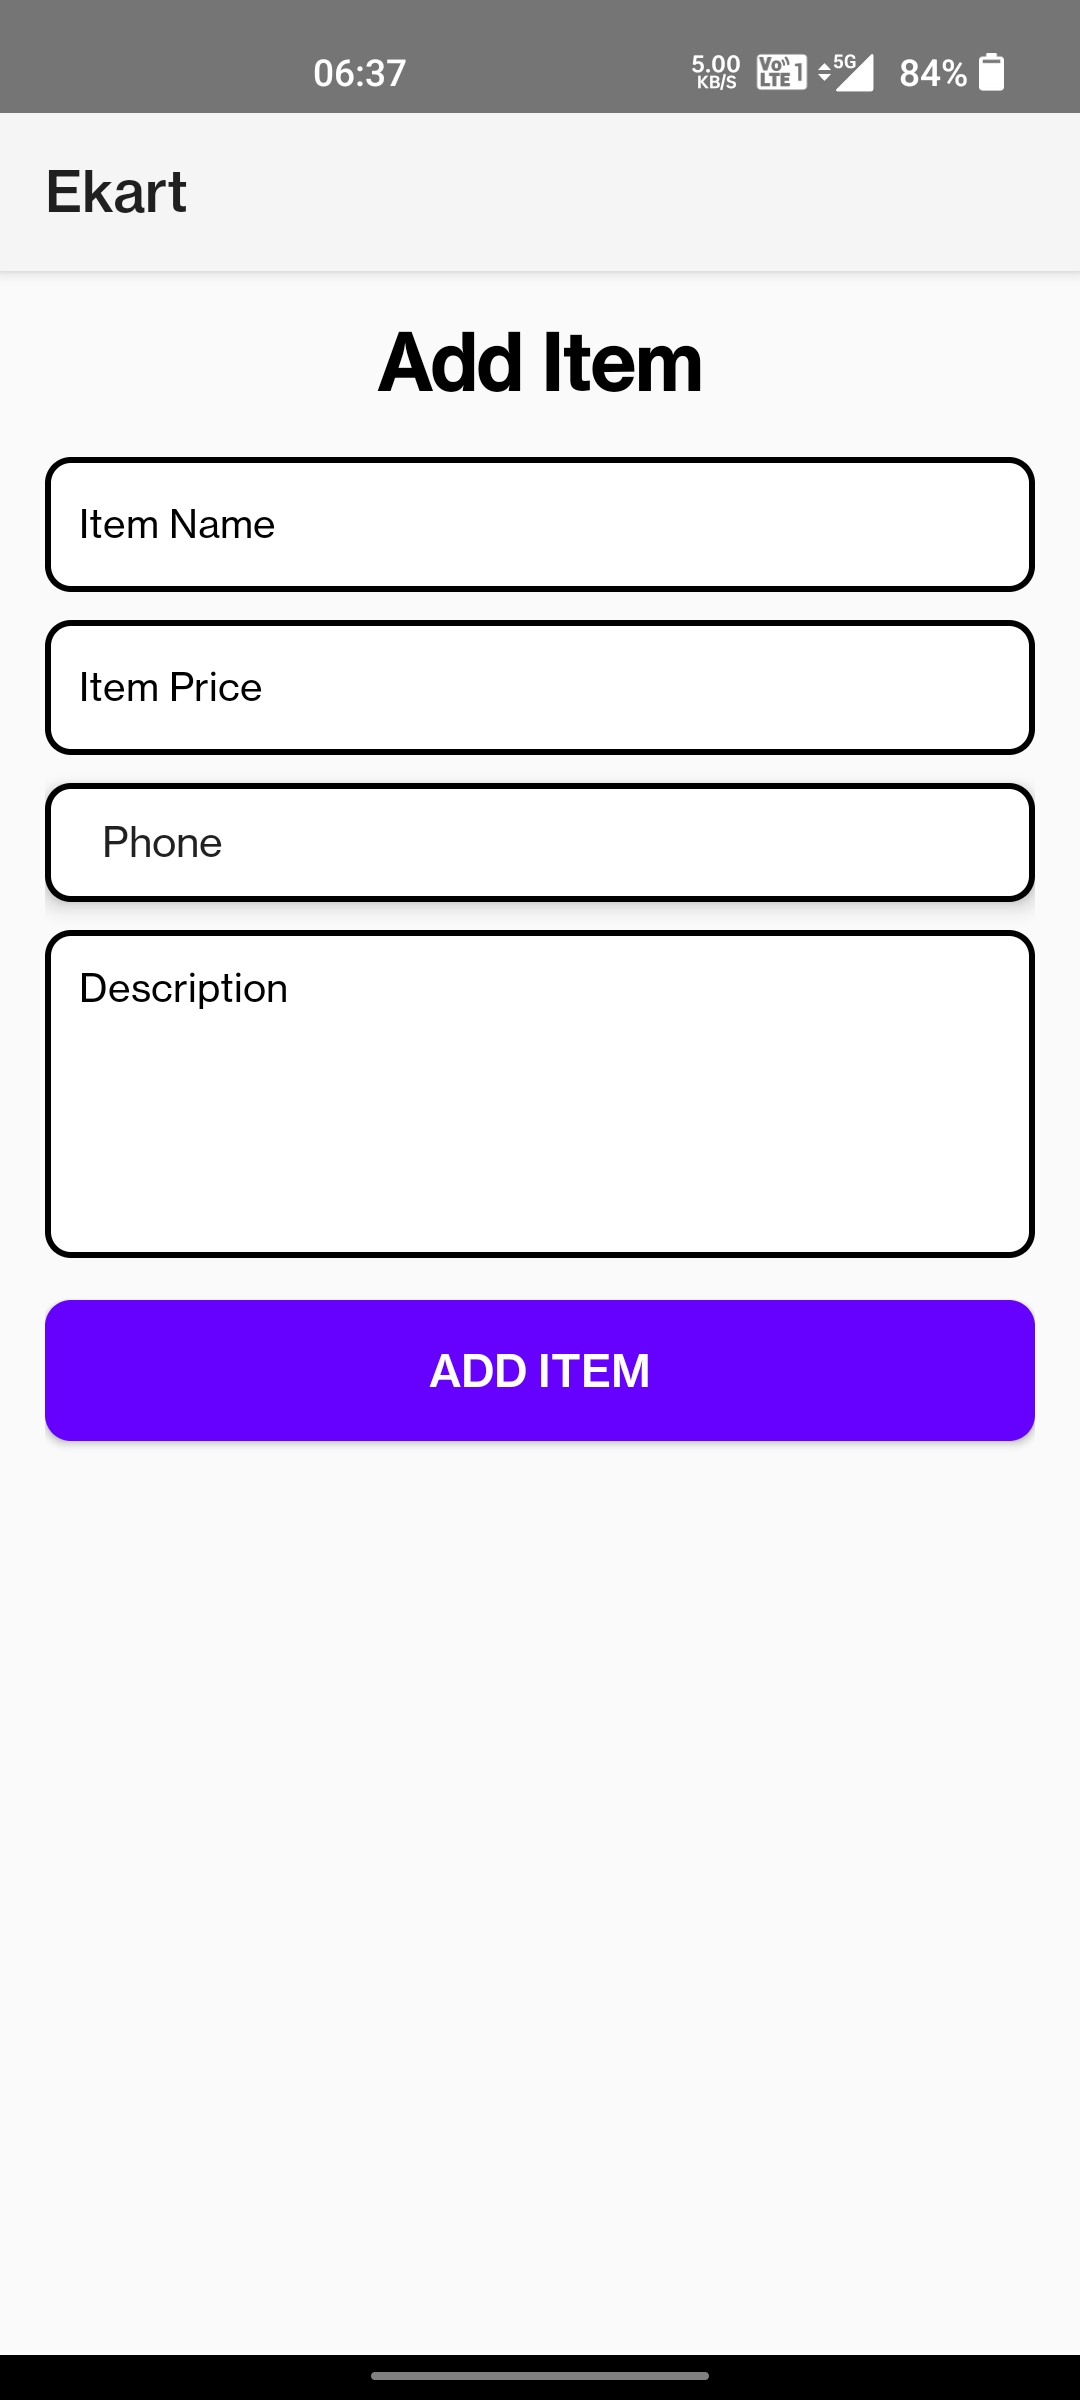 06:37
5.00
KB/S
Vo LTE 1
5G
84%
Ekart
Add Item
Item Name
Item Price
Phone
Description
ADD ITEM